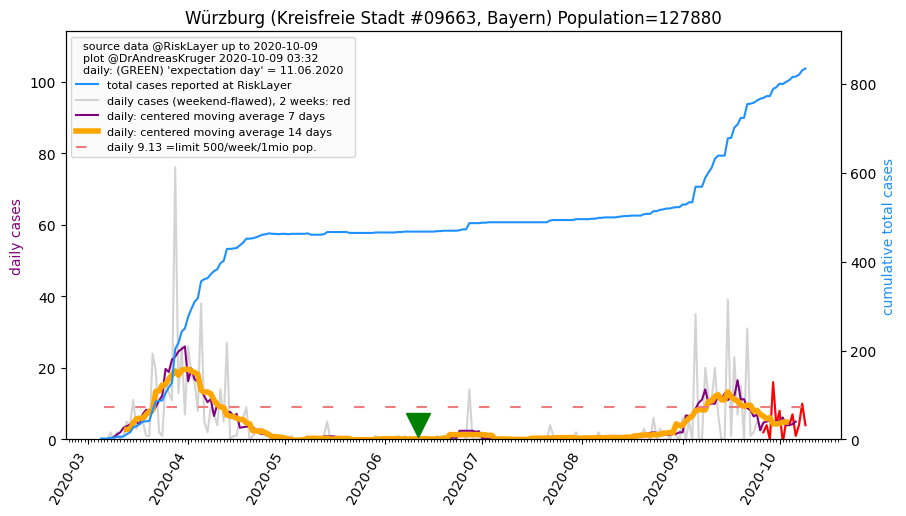 Würzburg (Kreisfreie Stadt #09663, Bayern) Population=127880
source data @RiskLayer up to 2020-10-09
plot @DrAndreasKruger 2020-10-09 03:32
daily: (GREEN) 'expectation day' = 11.06.2020
total cases reported at RiskLayer
daily cases (weekend-flawed), 2 weeks: red
daily: centered moving average 7 days
daily: centered moving average 14 days
daily 9.13 =limit 500/week/1mio pop.
daily cases
100
80
60
40
20
0
cumulative total cases
800
600
400
200
0
2020-03
2020-04
2020-05
2020-06
2020-07
2020-08
2020-09
2020-10